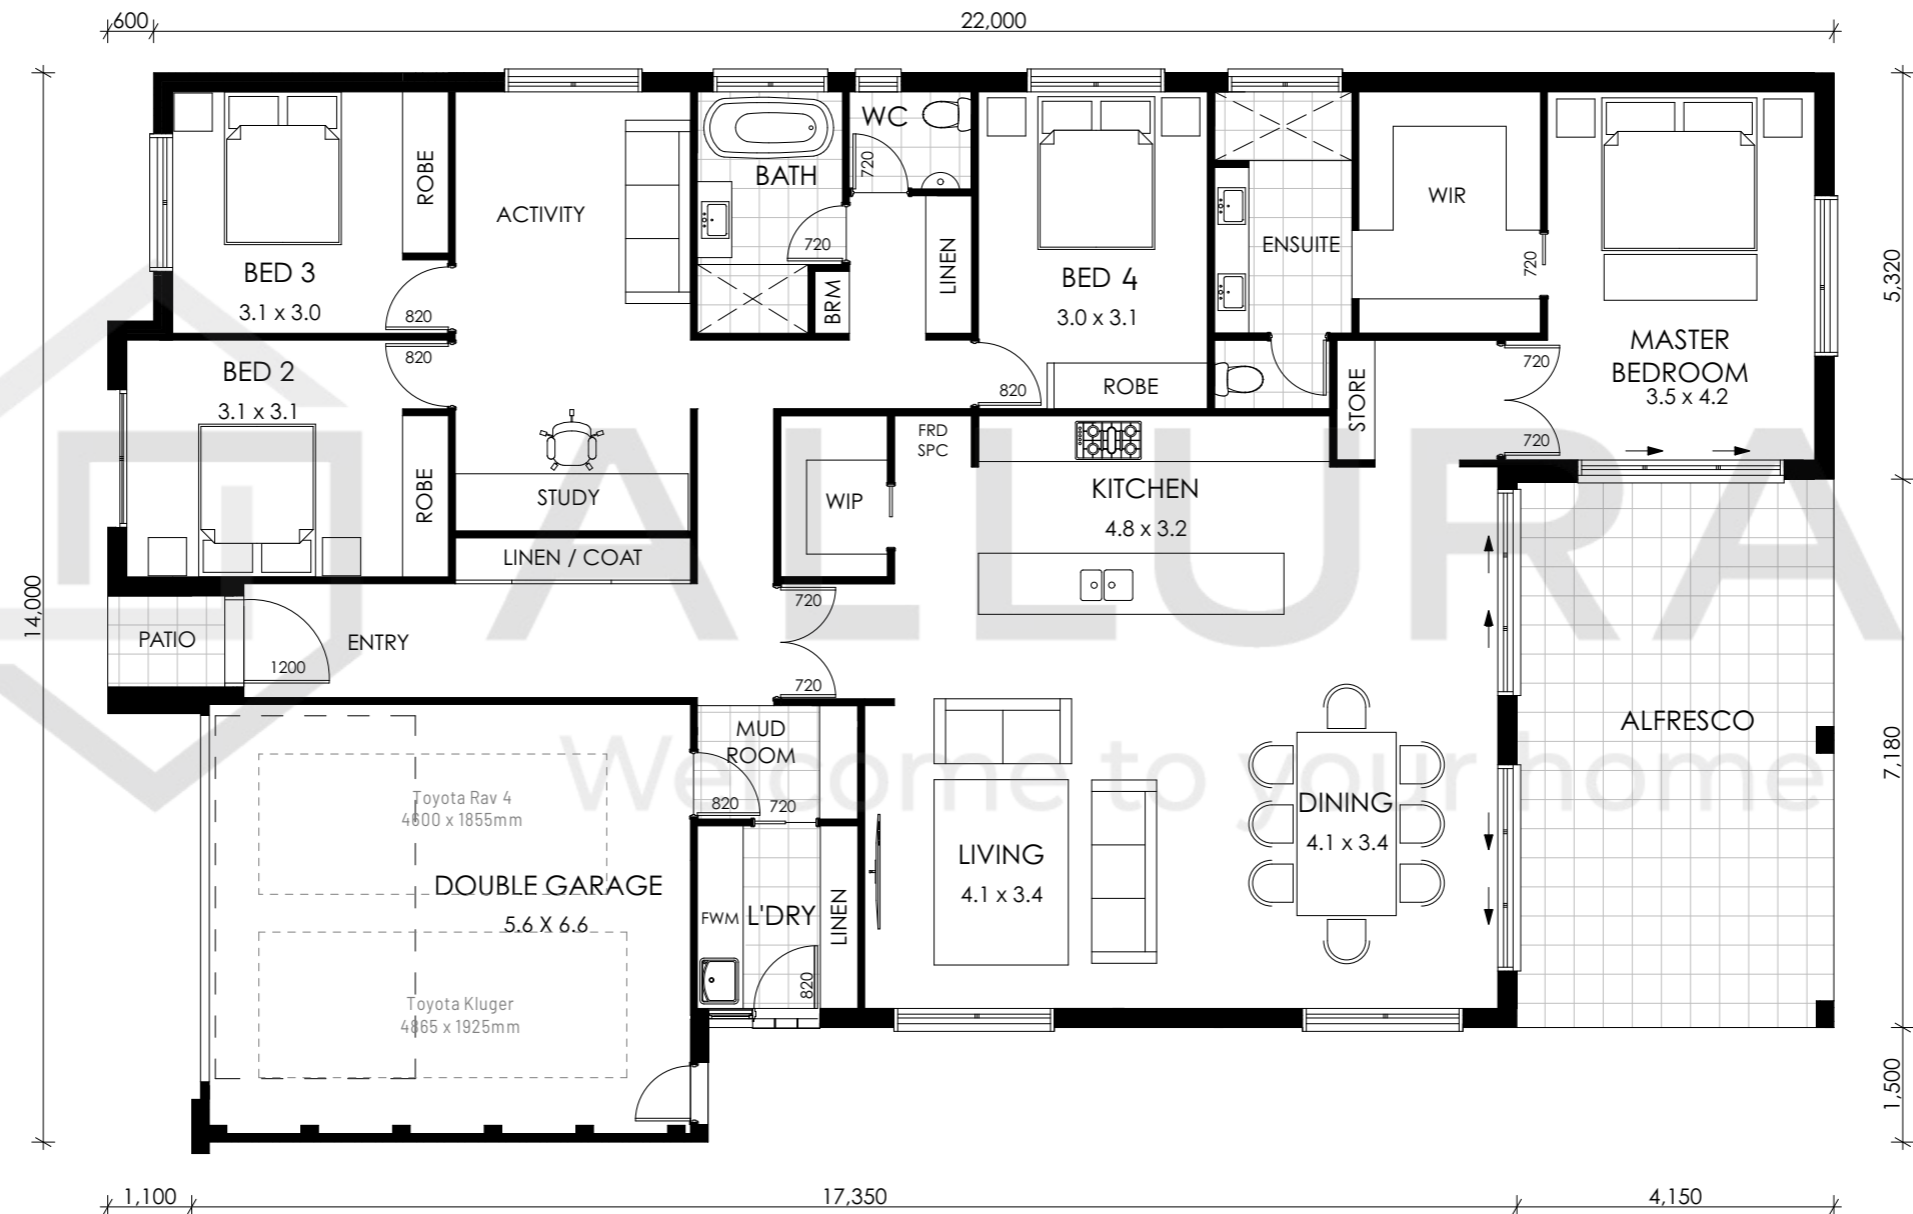 600
22,000
14,000
5,320
7,180
1,500
1,100
17,350
4,150
BED 3
3.1 x 3.0
ROBE
820
ACTIVITY
BATH
720
BRM
WC
720
LINEN
BED 4
3.0 x 3.1
820
ROBE
ENSUITE
WIR
720
MASTER
BEDROOM
3.5 x 4.2
720
720
STORE
BED 2
3.1 x 3.1
820
ROBE
STUDY
LINEN / COAT
WIP
FRD
SPC
KITCHEN
4.8 x 3.2
PATIO
1200
ENTRY
720
720
ALLURA
Welcome to your home
ALFRESCO
MUD
ROOM
820
720
Toyota Rav 4
4600 x 1855mm
DOUBLE GARAGE
5.6 X 6.6
Toyota Kluger
4865 x 1925mm
FWM
L'DRY
LINEN
820
LIVING
4.1 x 3.4
DINING
4.1 x 3.4